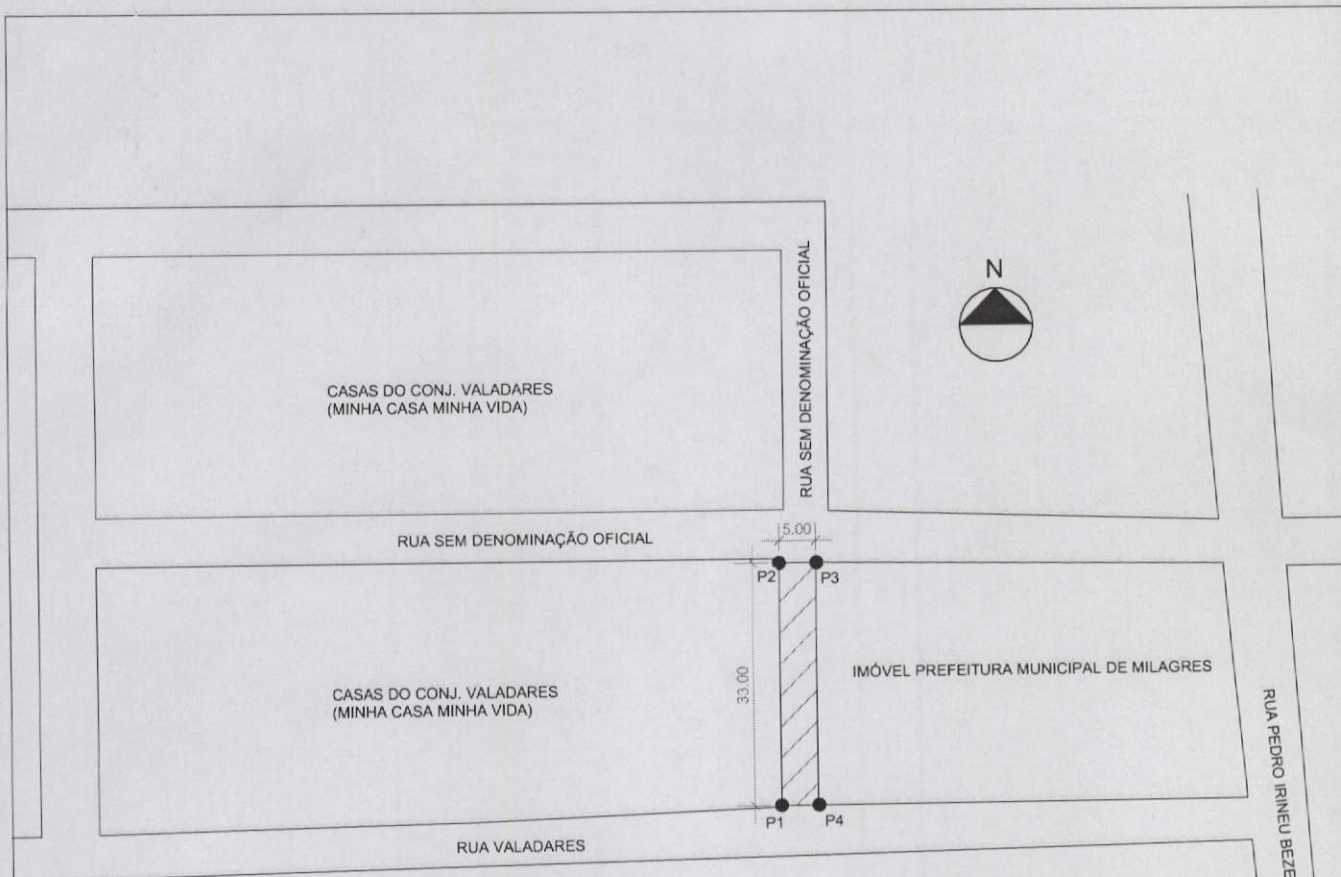 N
RUA SEM DENOMINAÇÃO OFICIAL
CASAS DO CONJ. VALADARES
(MINHA CASA MINHA VIDA)
RUA SEM DENOMINAÇÃO OFICIAL
5.00
P2
P3
33.00
CASAS DO CONJ. VALADARES
(MINHA CASA MINHA VIDA)
IMÓVEL PREFEITURA MUNICIPAL DE MILAGRES
RUA PEDRO IRINEU BEZE
P1
P4
RUA VALADARES